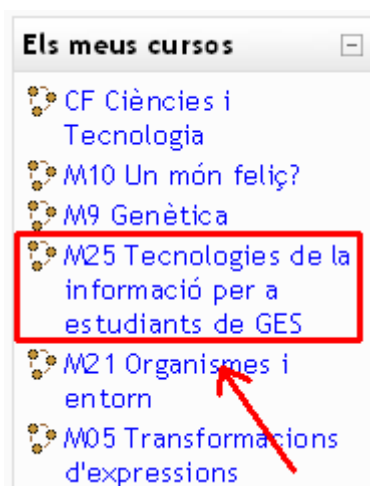 Els meus cursos
CF Ciències i
Tecnologia
M10 Un món feliç?
M9 Genètica
M25 Tecnologies de la
informació per a
estudiants de GES
M21 Organismes i
entorn
M05 Transformacions
d'expressions